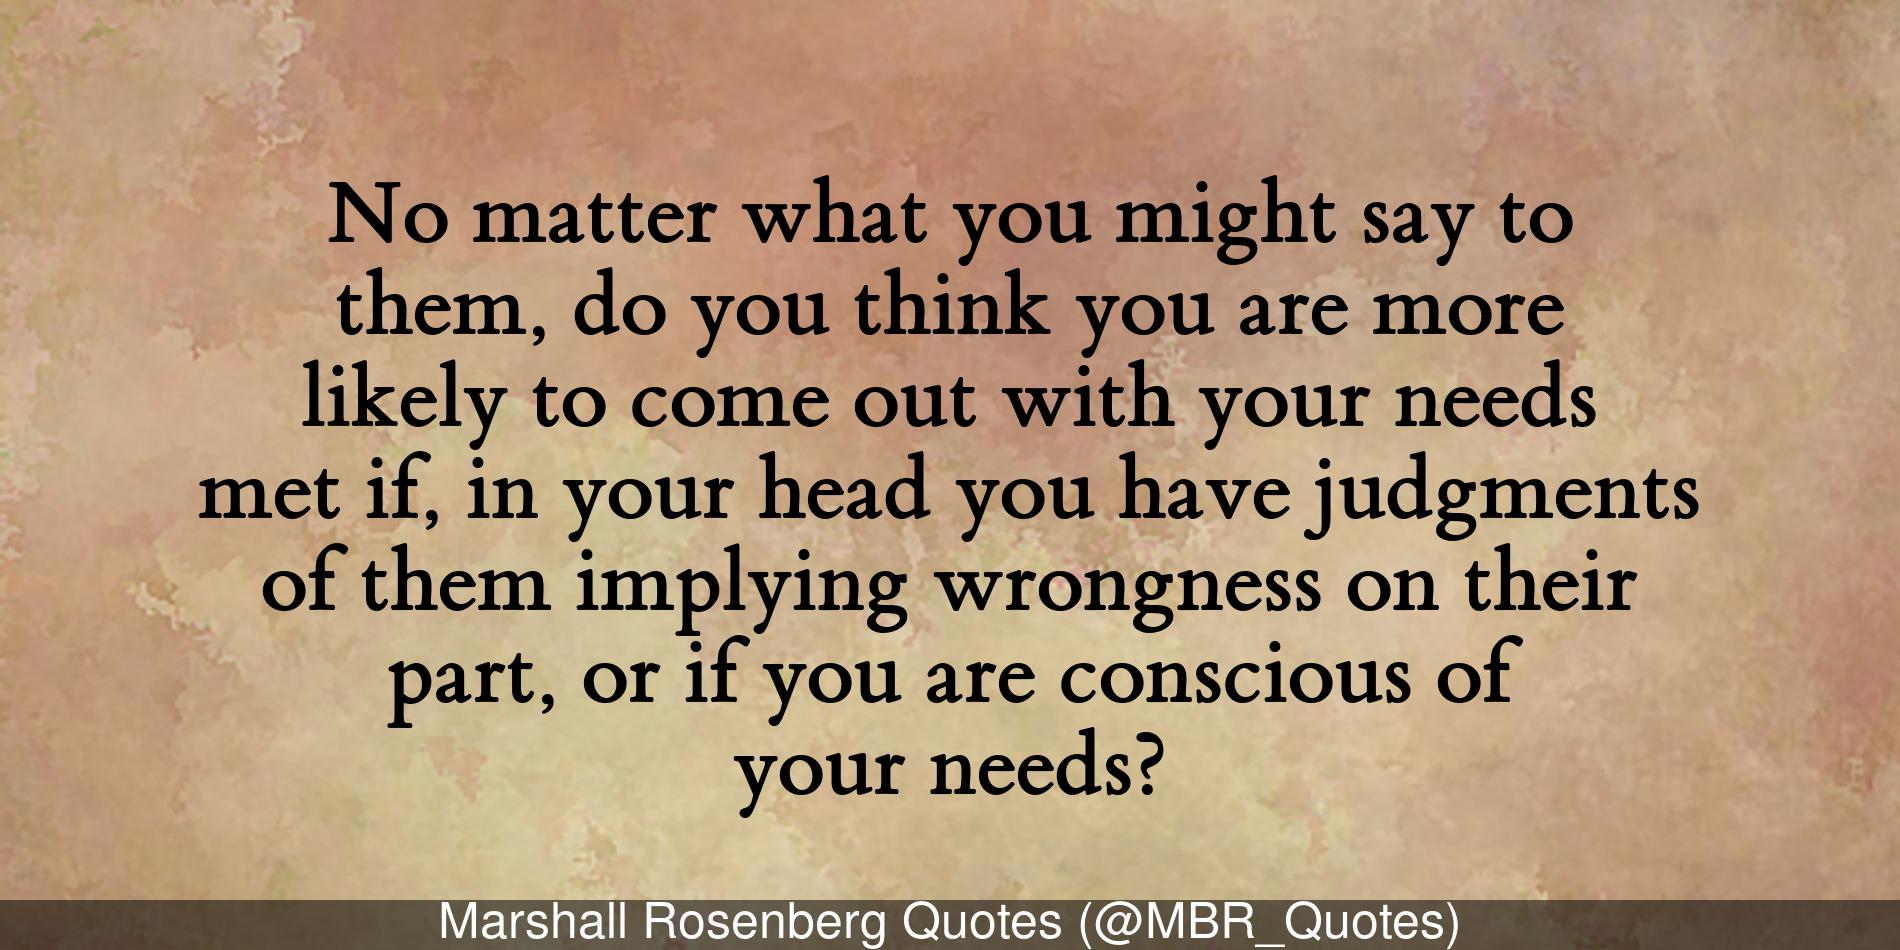 No matter what you might say to
them, do you think you are more
likely to come out with your needs
met if, in your head you have judgments
of them implying wrongness on their
part, or if you are conscious of
your needs?
Marshall Rosenberg Quotes (@MBR_Quotes)